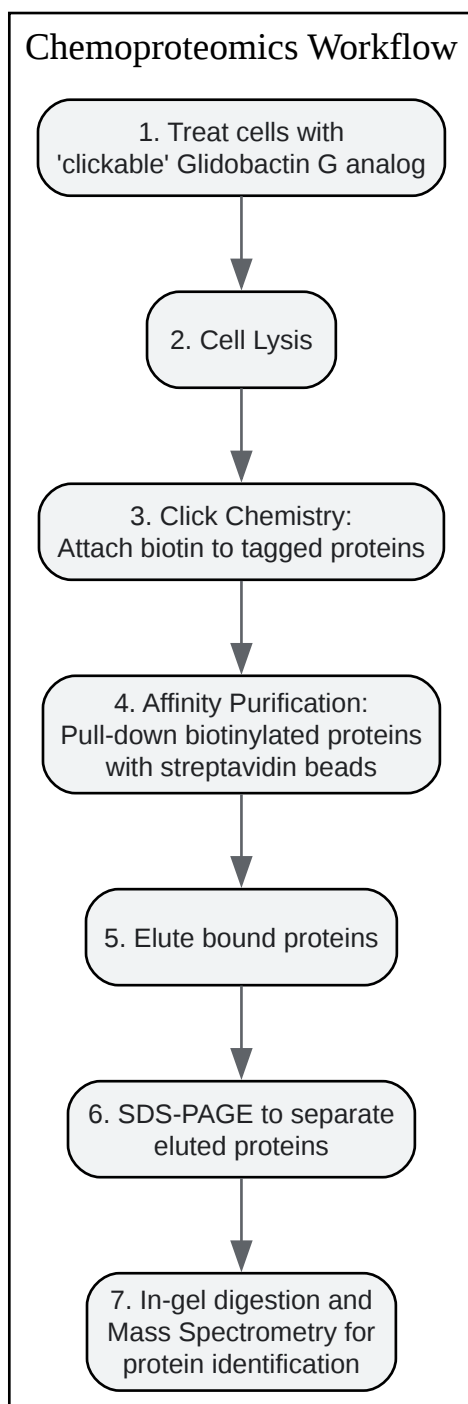 Chemoproteomics Workflow
1. Treat cells with
'clickable' Glidobactin G analog
2. Cell Lysis
3. Click Chemistry:
Attach biotin to tagged proteins
4. Affinity Purification:
Pull-down biotinylated proteins
with streptavidin beads
5. Elute bound proteins
6. SDS-PAGE to separate
eluted proteins
7. In-gel digestion and
Mass Spectrometry for
protein identification